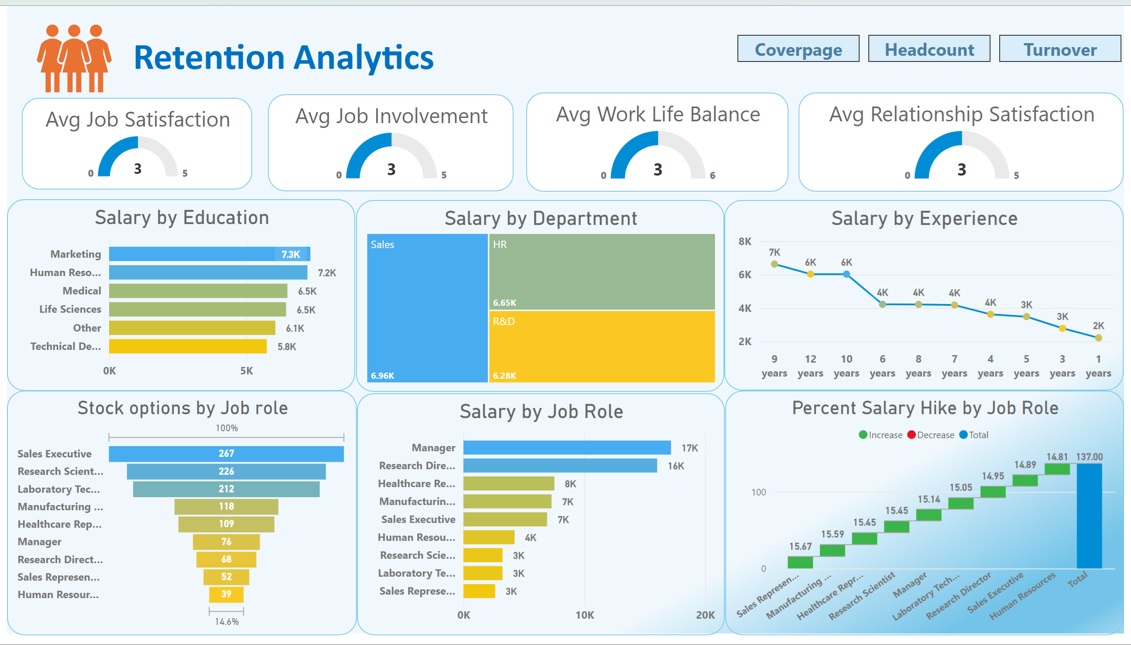 Retention Analytics
Coverpage
Headcount
Turnover
Avg Job Satisfaction
3
0
5
Avg Job Involvement
3
0
5
Avg Work Life Balance
3
0
6
Avg Relationship Satisfaction
3
0
5
Salary by Education
Marketing 7.3K
Human Reso... 7.2K
Medical 6.5K
Life Sciences 6.5K
Other 6.1K
Technical De... 5.8K
0K 5K
Salary by Department
Sales
6.96K
HR
6.65K
R&D
6.28K
Salary by Experience
8K
6K
4K
2K
7K 6K 6K 4K 4K 4K 4K 3K 3K 2K
9 12 10 6 8 7 4 5 3 1
years years years years years years years years years years
Stock options by Job role
100%
Sales Executive 267
Research Scient... 226
Laboratory Tec... 212
Manufacturing ... 118
Healthcare Rep... 109
Manager 76
Research Direct... 68
Sales Represen... 52
Human Resour... 39
14.6%
Salary by Job Role
Manager 17K
Research Dire... 16K
Healthcare Re... 8K
Manufacturin... 7K
Sales Executive 7K
Human Resou... 4K
Research Scie... 3K
Laboratory Te... 3K
Sales Represe... 3K
0K 10K 20K
Percent Salary Hike by Job Role
Increase Decrease Total
100
0
15.67 15.59 15.45 15.45 15.14 15.05 14.95 14.89 14.81 137.00
Sales Represen...
Manufacturing ...
Healthcare Repr...
Research Scientist
Manager
Laboratory Tech...
Research Director
Sales Executive
Human Resources
Total